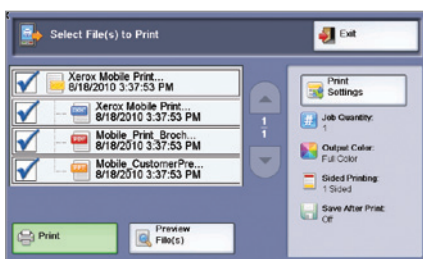 Select File(s) to Print
Exit
Xerox Mobile Print...
8/18/2010 3:37:53 PM
Xerox Mobile Print...
8/18/2010 3:37:53 PM
Mobile_Print_Broch...
8/18/2010 3:37:53 PM
Mobile_CustomerPre...
8/18/2010 3:37:53 PM
1
1
Print
Settings
Job Quantity:
1
Output Color:
Full Color
Sided Printing:
1 Sided
Save After Print:
Off
Print
Preview
File(s)